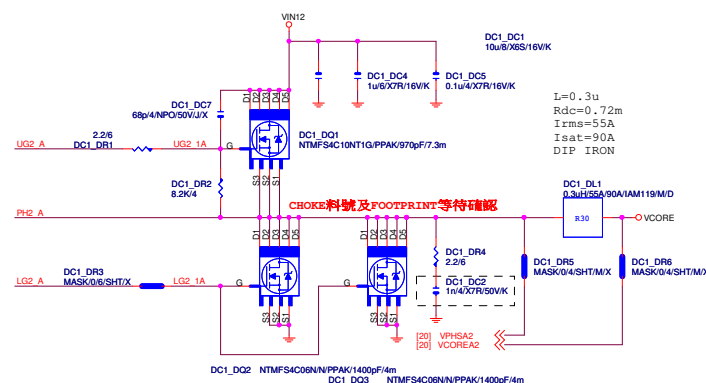 VIN12
DC1_DC1
10u/8/X6S/16V/K
DC1_DC4
1u/6/X7R/16V/K
DC1_DC5
0.1u/4/X7R/16V/K
L=0.3u
Rdc=0.72m
Irms=55A
Isat=90A
DIP IRON
D1
D2
D3
D4
D5
DC1_DC7
68p/4/NPO/50V/J/X
2.2/6
DC1_DR1
UG2_A
UG2_1A
G
DC1_DQ1
NTMFS4C10NT1G/PPAK/970pF/7.3m
S3
S2
S1
DC1_DR2
8.2K/4
CHOKE料號及FOOTPRINT等待確認
DC1_DL1
0.3uH/55A/90A/IAM119/M/D
R30
VCORE
PH2_A
D1
D2
D3
D4
D5
D1
D2
D3
D4
D5
DC1_DR4
2.2/6
DC1_DC2
1n/4/X7R/50V/K
DC1_DR5
MASK/0/4/SHT/M/X
DC1_DR6
MASK/0/4/SHT/M/X
DC1_DR3
MASK/0/6/SHT/X
LG2_A
LG2_1A
G
G
S3
S2
S1
S3
S2
S1
[20] VPHSA2
[20] VCOREA2
DC1_DQ2 NTMFS4C06N/N/PPAK/1400pF/4m
DC1_DQ3 NTMFS4C06N/N/PPAK/1400pF/4m